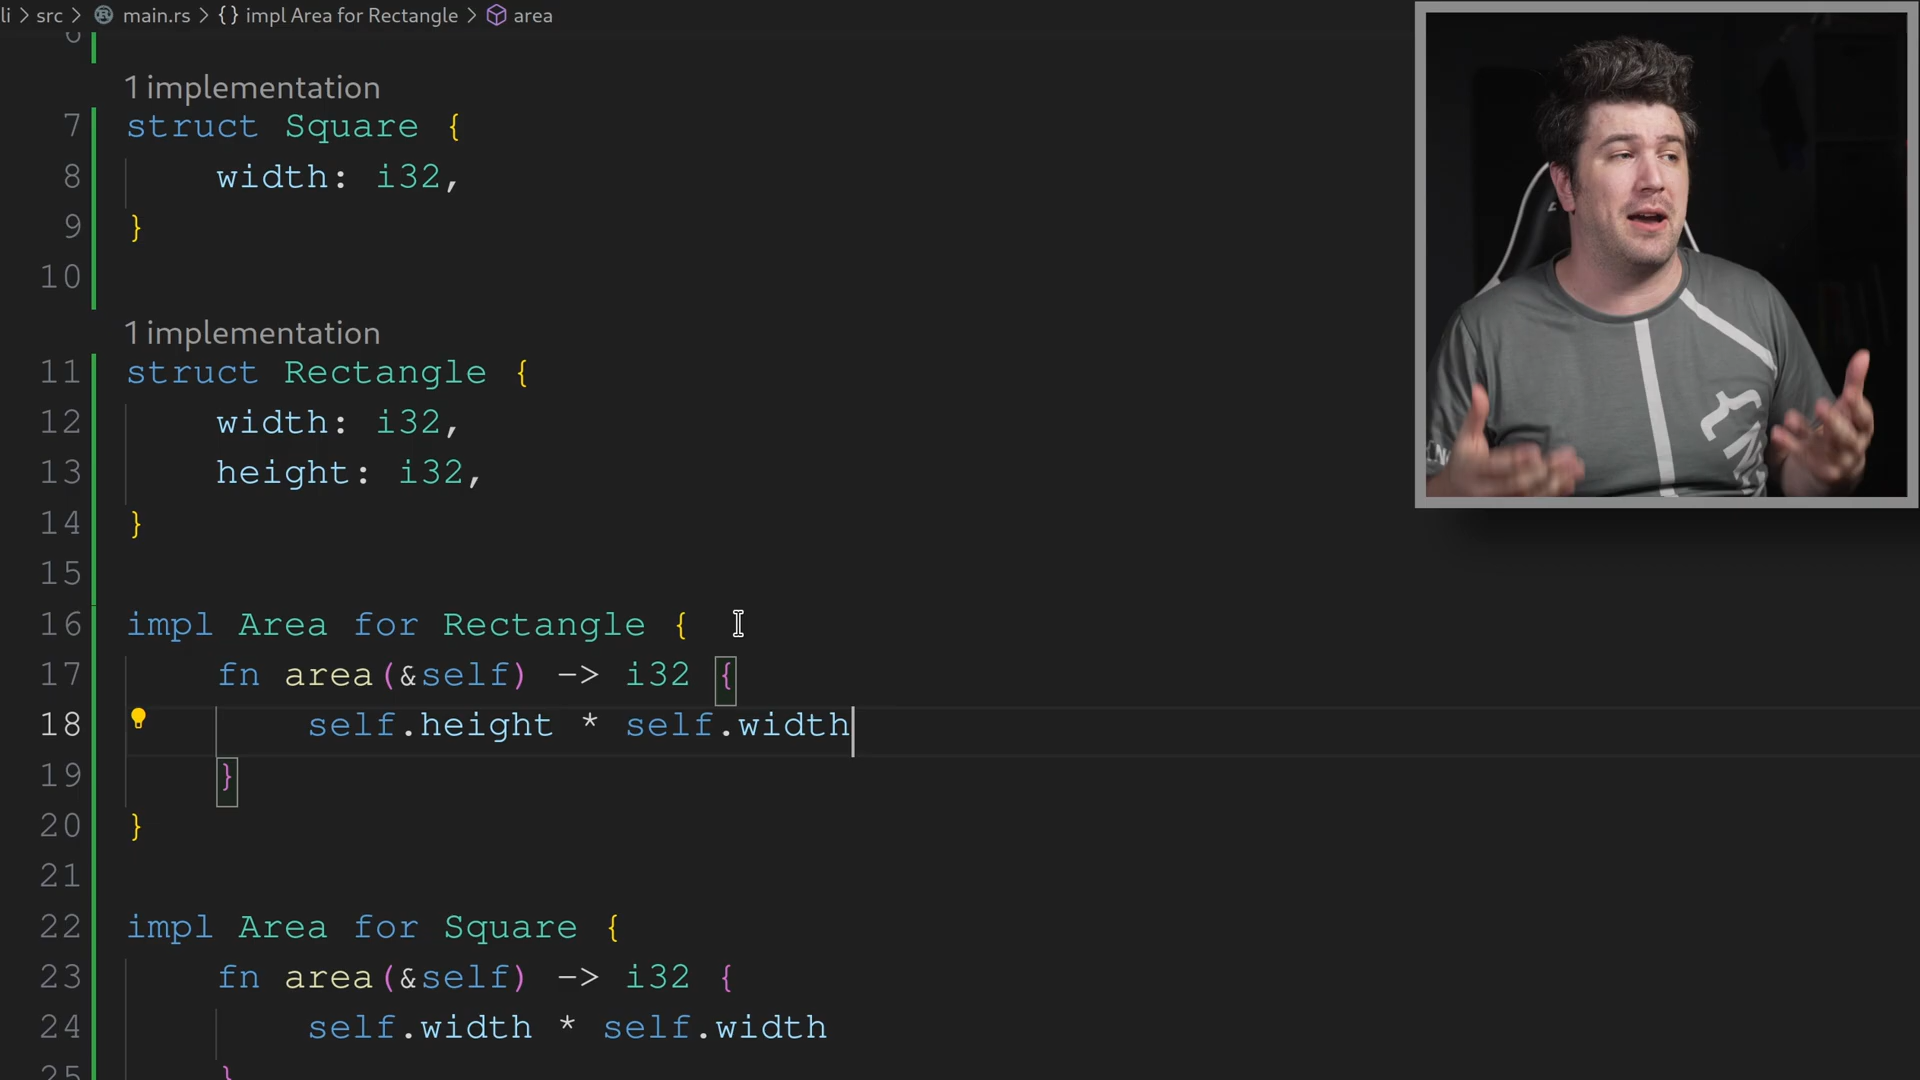 li > src > main.rs > {} impl Area for Rectangle > area
6
1 implementation
7 struct Square {
8 width: i32,
9 }
10
1 implementation
11 struct Rectangle {
12 width: i32,
13 height: i32,
14 }
15
16 impl Area for Rectangle {
17 fn area(&self) -> i32 {
18 self.height * self.width
19 }
20 }
21
22 impl Area for Square {
23 fn area(&self) -> i32 {
24 self.width * self.width
25 }